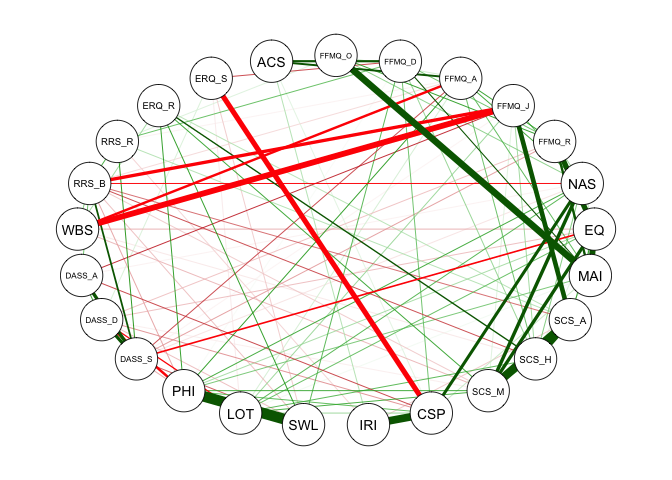 FFMQ_O
ACS
FFMQ_D
ERQ_S
FFMQ_A
ERQ_R
FFMQ_J
RRS_R
FFMQ_R
RRS_B
NAS
WBS
EQ
DASS_A
MAI
DASS_D
SCS_A
DASS_S
SCS_H
PHI
SCS_M
LOT
CSP
SWL
IRI